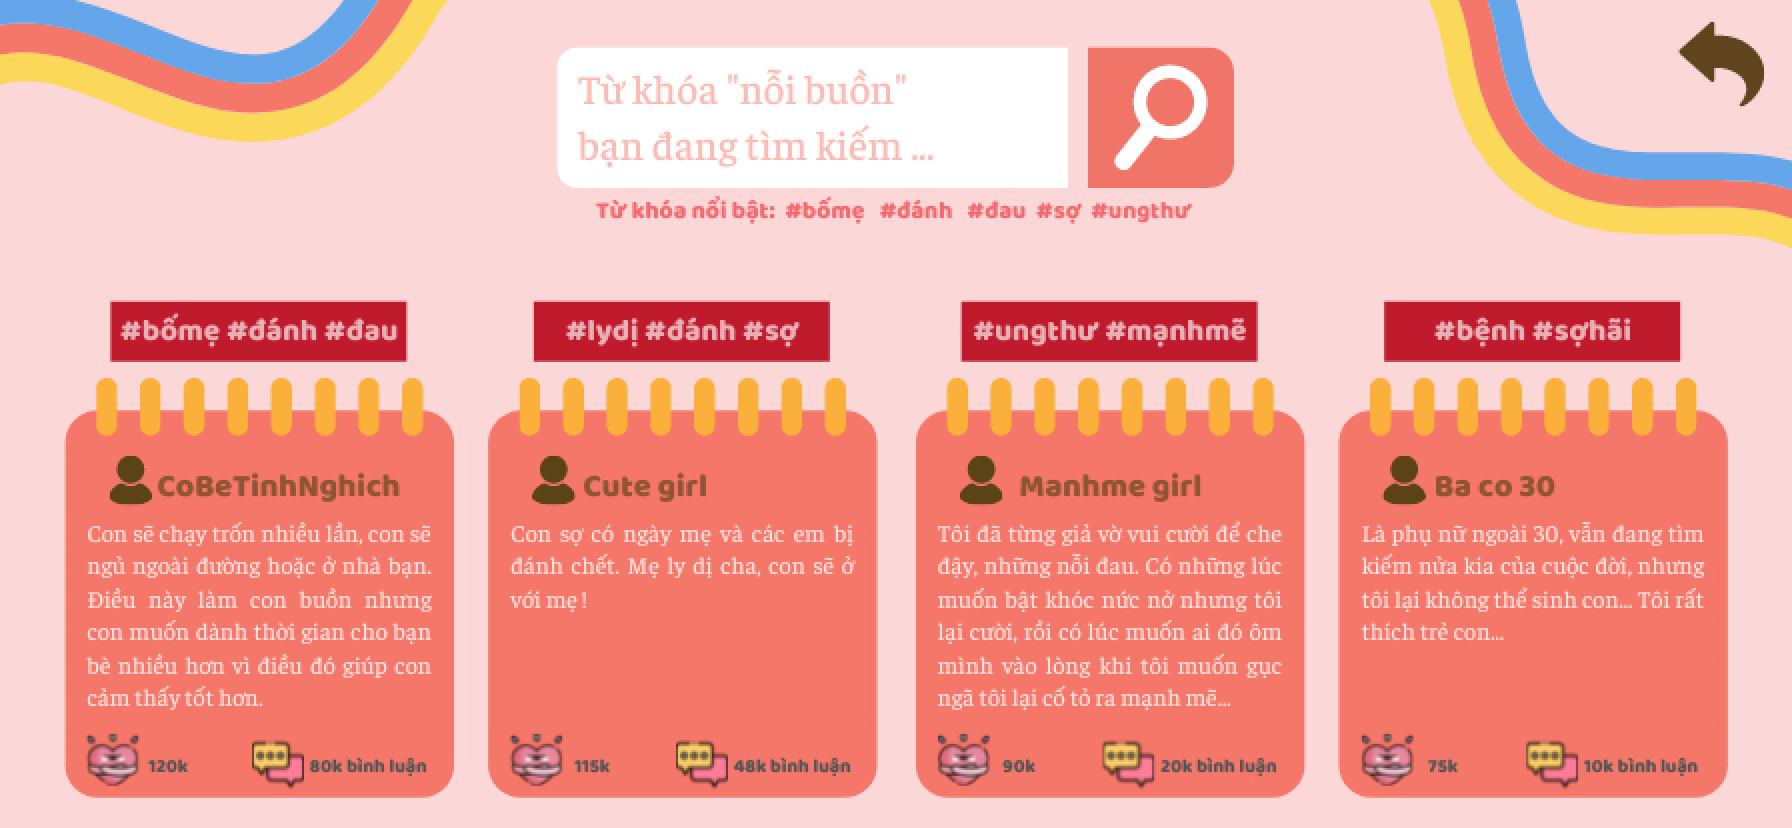 Từ khóa "nỗi buồn"
bạn đang tìm kiếm ...
Từ khóa nổi bật: #bốmẹ #đánh #đau #sợ #ungthư
#bốmẹ #đánh #đau
CoBeTinhNghich
Con sẽ chạy trốn nhiều lần, con sẽ
ngủ ngoài đường hoặc ở nhà bạn.
Điều này làm con buồn nhưng
con muốn dành thời gian cho bạn
bè nhiều hơn vì điều đó giúp con
cảm thấy tốt hơn.
120k
80k bình luận
#lydị #đánh #sợ
Cute girl
Con sợ có ngày mẹ và các em bị
đánh chết. Mẹ ly dị cha, con sẽ ở
với mẹ !
115k
48k bình luận
#ungthư #mạnhmẽ
Manhme girl
Tôi đã từng giả vờ vui cười để che
đậy, những nỗi đau. Có những lúc
muốn bật khóc nức nở nhưng tôi
lại cười, rồi có lúc muốn ai đó ôm
mình vào lòng khi tôi muốn gục
ngã tôi lại cố tỏ ra mạnh mẽ...
90k
20k bình luận
#bệnh #sợhãi
Ba co 30
Là phụ nữ ngoài 30, vẫn đang tìm
kiếm nửa kia của cuộc đời, nhưng
tôi lại không thể sinh con... Tôi rất
thích trẻ con...
75k
10k bình luận